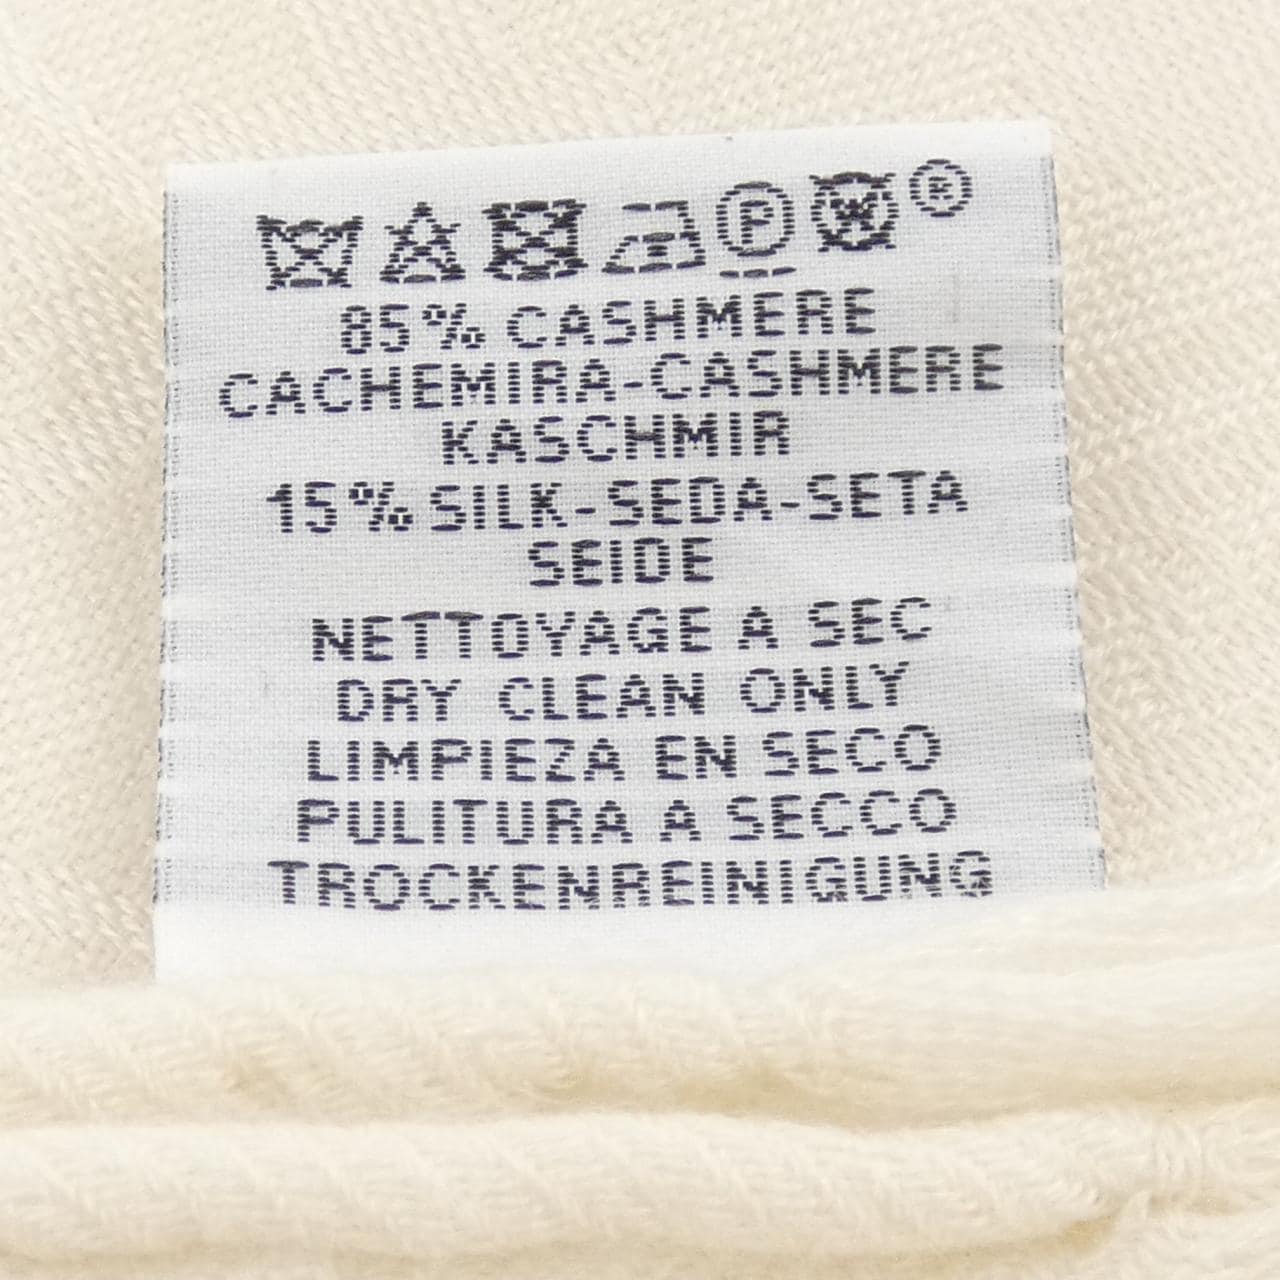 P W ®
85% CASHMERE
CACHEMIRA-CASHMERE
KASCHMIR
15% SILK-SEDA-SETA
SEIDE
NETTOYAGE A SEC
DRY CLEAN ONLY
LIMPIEZA EN SECO
PULITURA A SECCO
TROCKENREINIGUNG